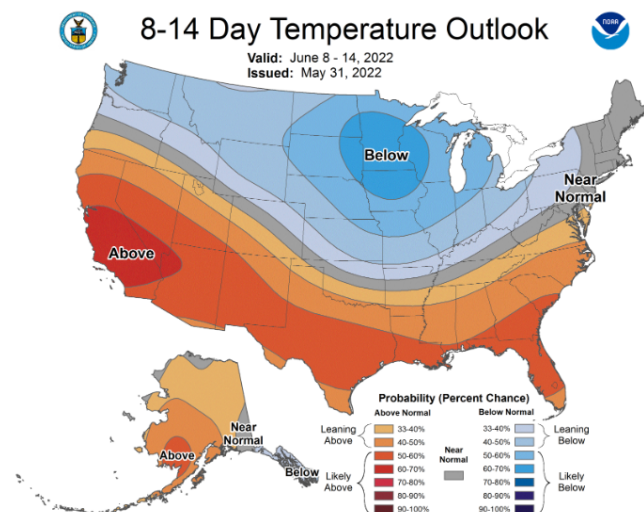 8-14 Day Temperature Outlook
NOAA
Valid: June 8 - 14, 2022
Issued: May 31, 2022
Below
Near
Normal
Above
Near
Normal
Above
Below
Probability (Percent Chance)
Above Normal
Below Normal
Leaning
Above
33-40%
40-50%
Near
Normal
33-40%
40-50%
Leaning
Below
Likely
Above
50-60%
60-70%
70-80%
80-90%
90-100%
50-60%
60-70%
70-80%
80-90%
90-100%
Likely
Below